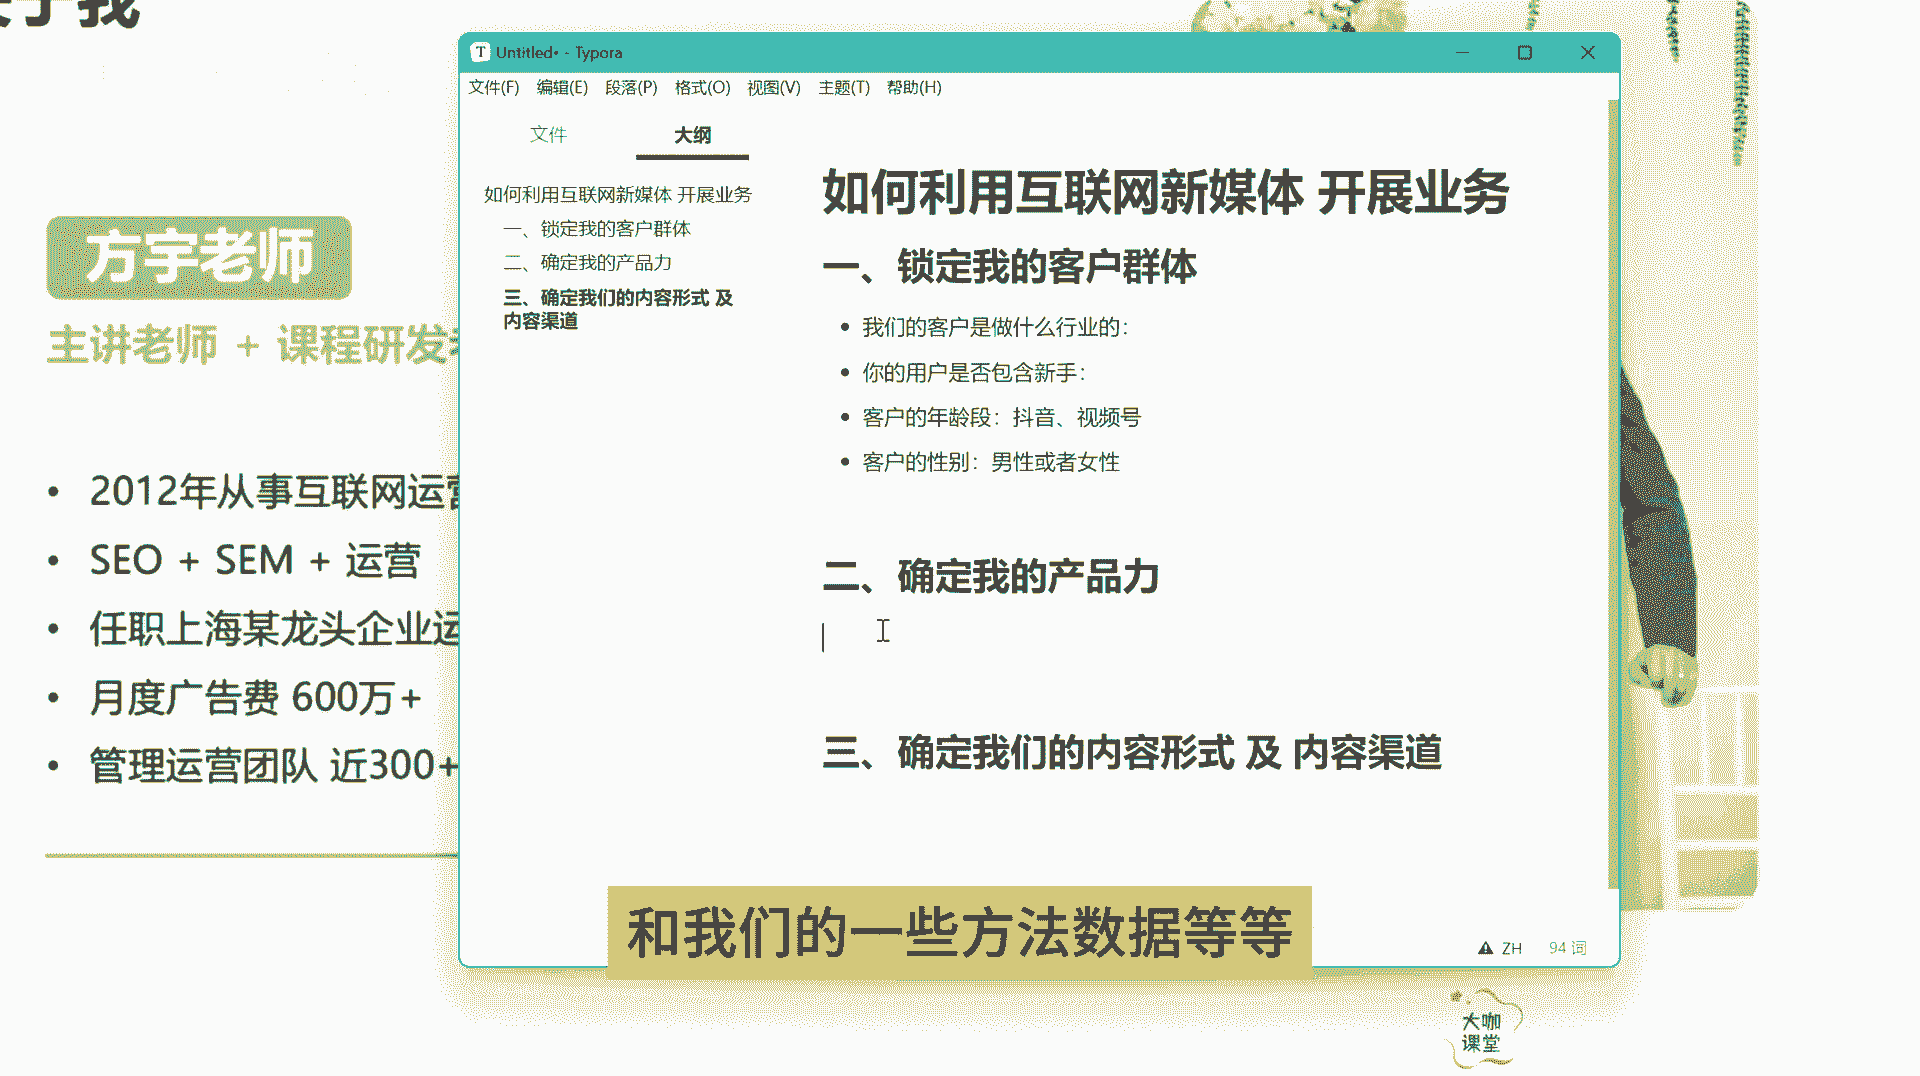 于我
方宇老师
主讲老师 + 课程研发
• 2012年从事互联网运营
• SEO + SEM + 运营
• 任职上海某龙头企业运
• 月度广告费 600万+
• 管理运营团队 近300+
Untitled• - Typora
文件(F) 编辑(E) 段落(P) 格式(O) 视图(V) 主题(T) 帮助(H)
文件 大纲
如何利用互联网新媒体 开展业务
一、锁定我的客户群体
二、确定我的产品力
三、确定我们的内容形式 及
内容渠道
如何利用互联网新媒体 开展业务
一、锁定我的客户群体
• 我们的客户是做什么行业的：
• 你的用户是否包含新手：
• 客户的年龄段：抖音、视频号
• 客户的性别：男性或者女性
二、确定我的产品力
三、确定我们的内容形式 及 内容渠道
ZH 94 词
和我们的一些方法数据等等
大咖
课堂